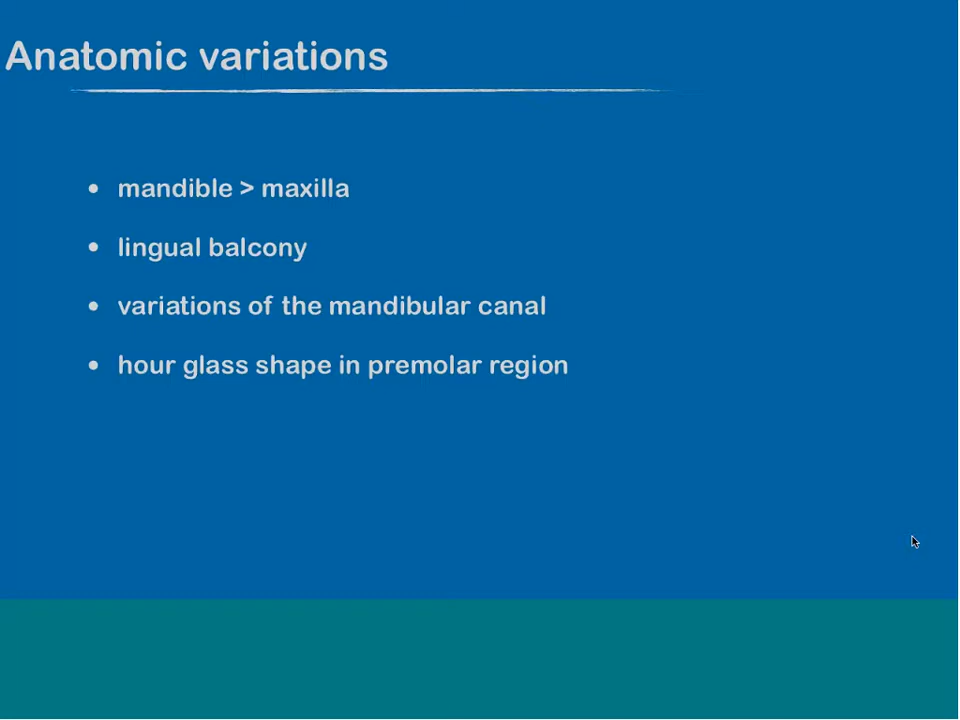 Anatomic variations
• mandible > maxilla
• lingual balcony
• variations of the mandibular canal
• hour glass shape in premolar region